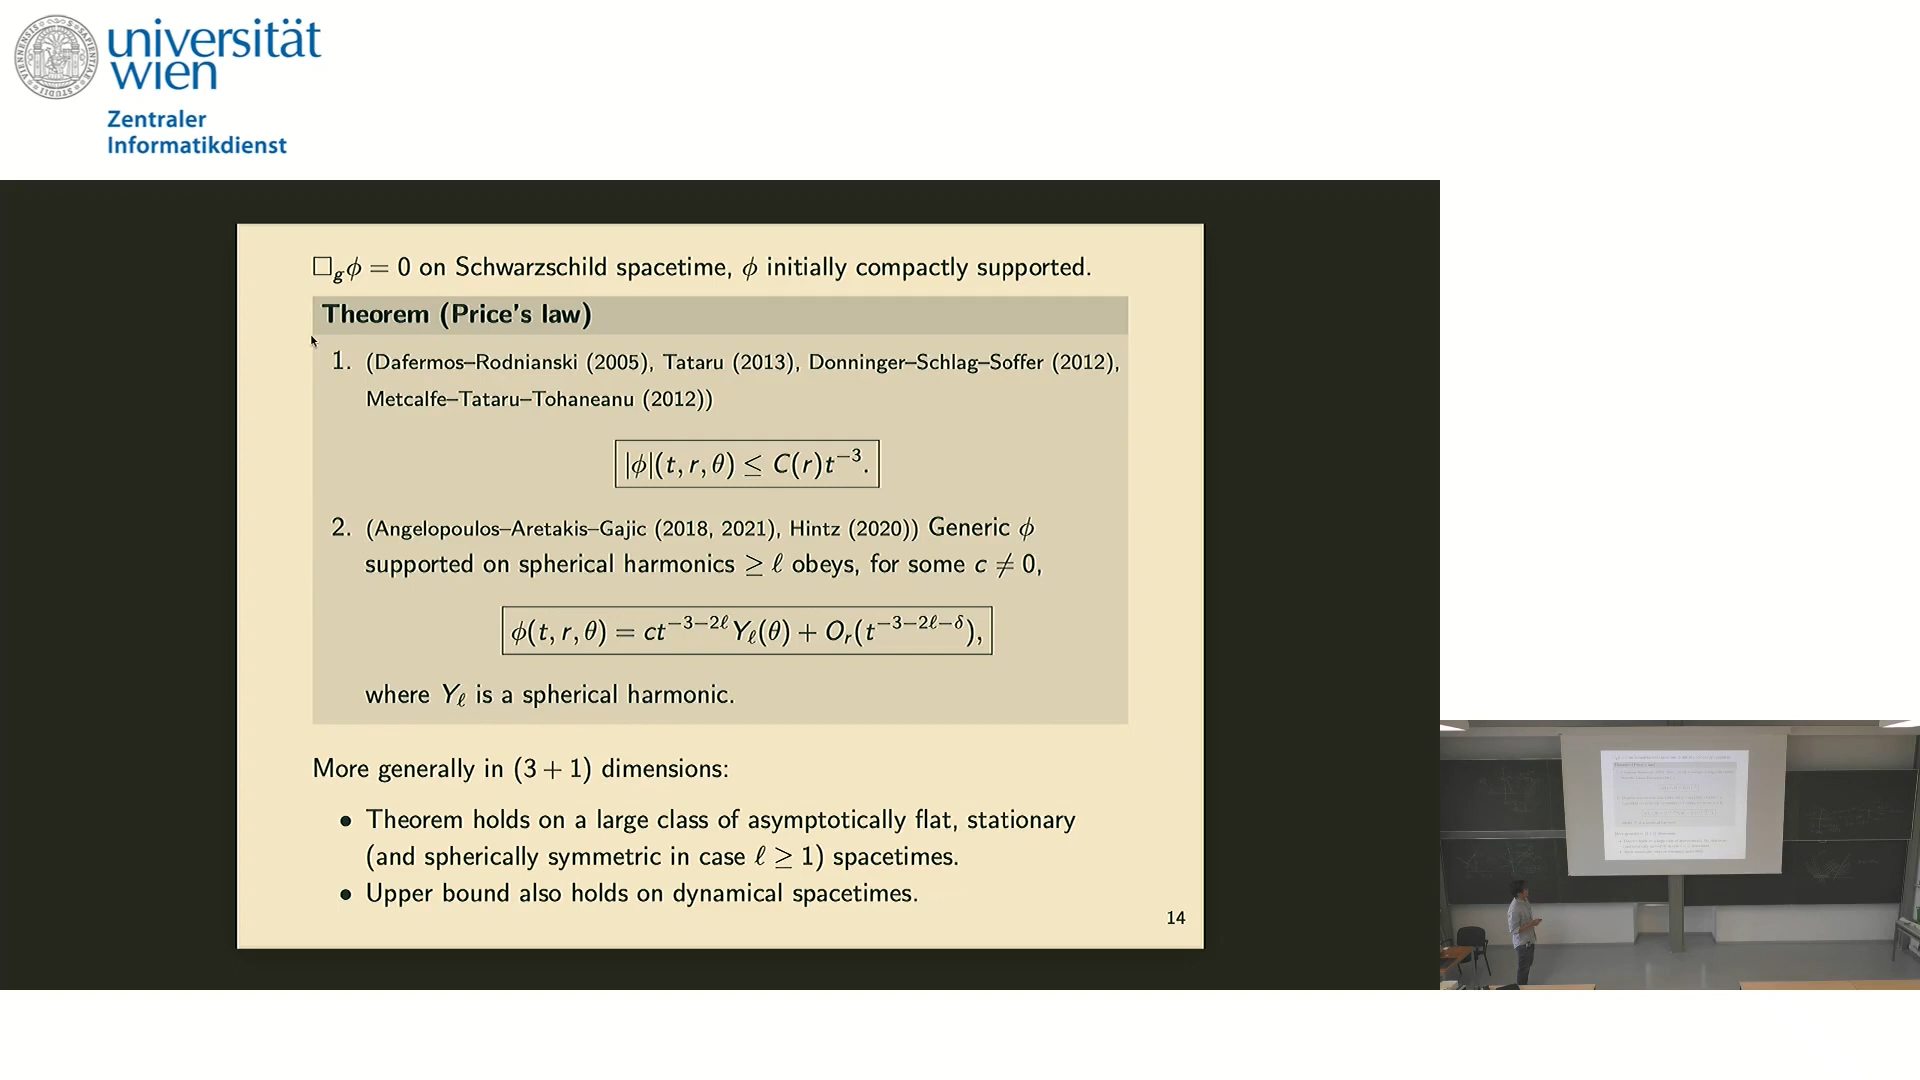 universität
wien
Zentraler
Informatikdienst
□_g ϕ = 0 on Schwarzschild spacetime, ϕ initially compactly supported.
Theorem (Price's law)
1. (Dafermos–Rodnianski (2005), Tataru (2013), Donninger–Schlag–Soffer (2012),
Metcalfe–Tataru–Tohaneanu (2012))
|ϕ|(t, r, θ) ≤ C(r)t⁻³.
2. (Angelopoulos–Aretakis–Gajic (2018, 2021), Hintz (2020)) Generic ϕ
supported on spherical harmonics ≥ ℓ obeys, for some c ≠ 0,
ϕ(t, r, θ) = ct^{−3−2ℓ}Y_ℓ(θ) + O_r(t^{−3−2ℓ−δ}),
where Y_ℓ is a spherical harmonic.
More generally in (3 + 1) dimensions:
• Theorem holds on a large class of asymptotically flat, stationary
(and spherically symmetric in case ℓ ≥ 1) spacetimes.
• Upper bound also holds on dynamical spacetimes.
14